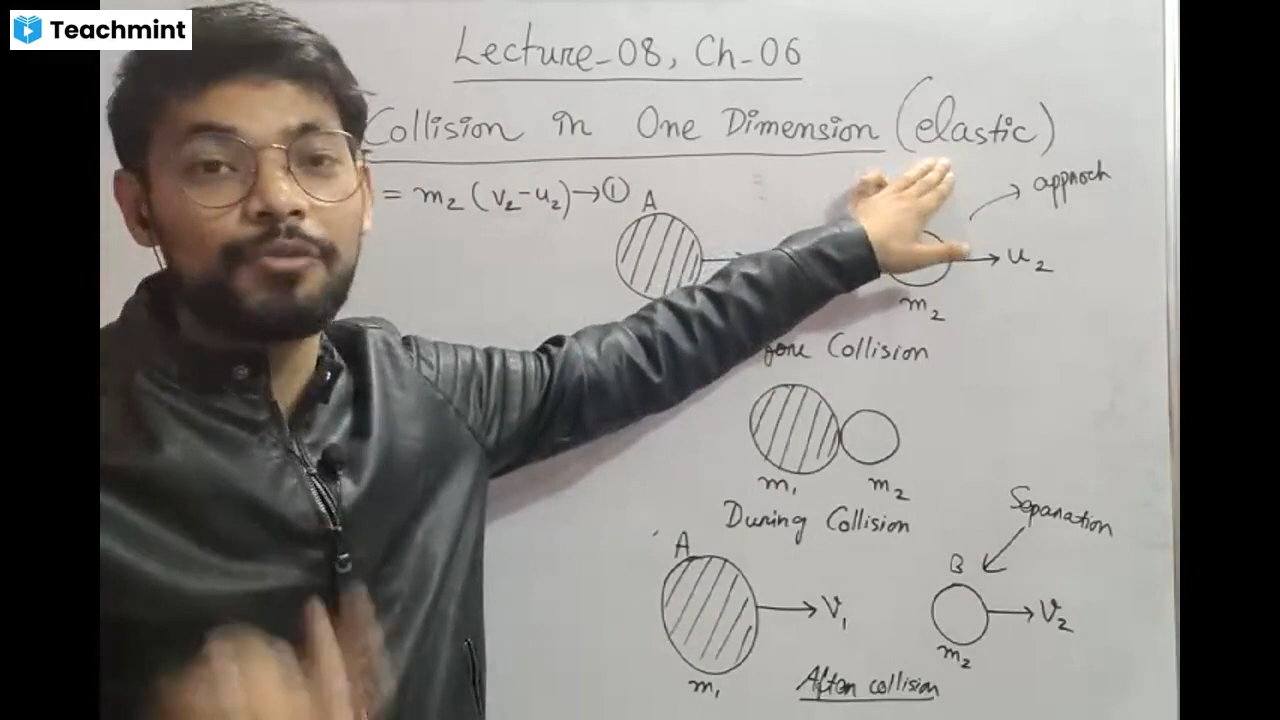 Teachmint
Lecture-08, Ch-06
Collision in One Dimension (elastic)
= m₂ (v₂-u₂)→①
A
approch
u₂
m₂
Collision
m₁
m₂
During Collision
Separation
A
B
V₁
V₂
m₂
m₁
After collision